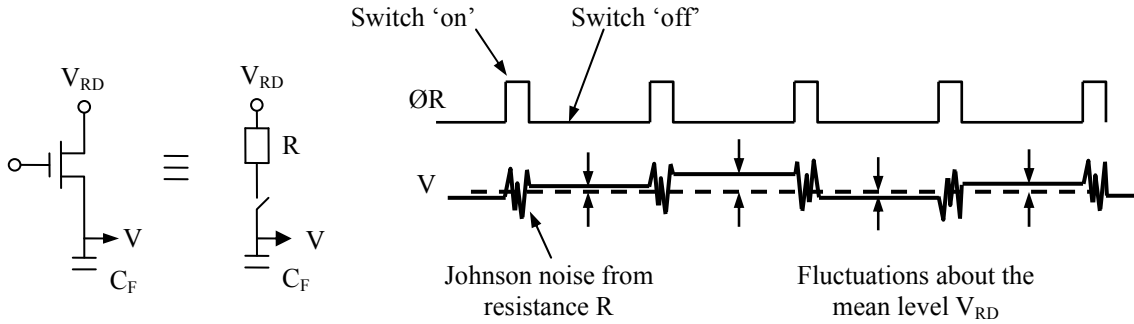 Switch ‘on’
Switch ‘off’
V_RD
V
C_F
V_RD
R
V
C_F
ØR
V
Johnson noise from
resistance R
Fluctuations about the
mean level V_RD